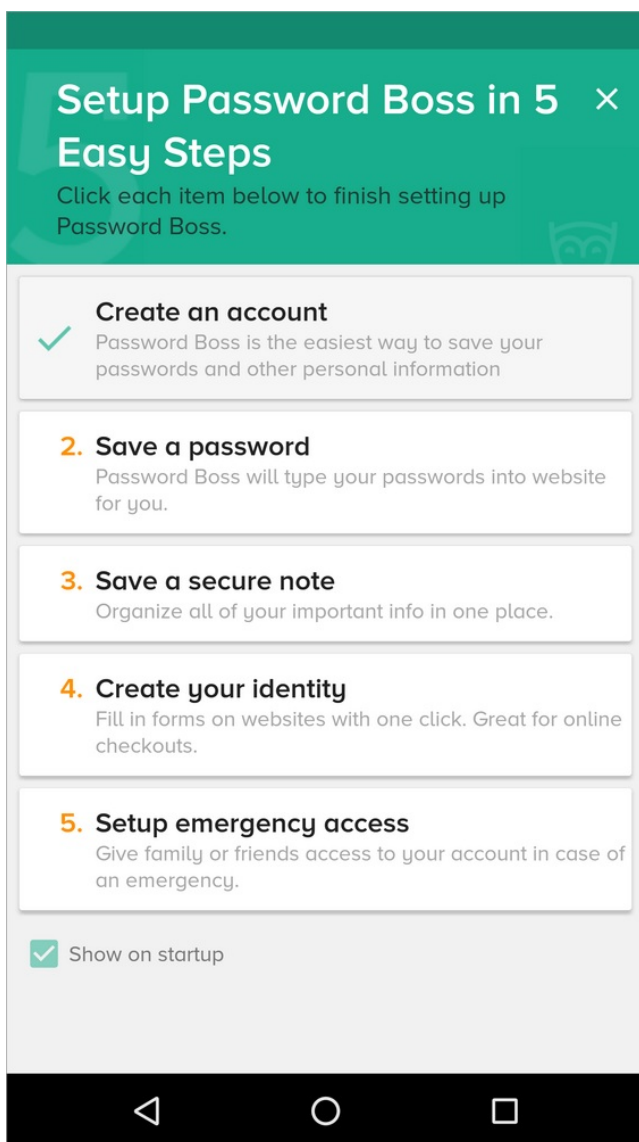 Setup Password Boss in 5
Easy Steps
Click each item below to finish setting up
Password Boss.
Create an account
Password Boss is the easiest way to save your
passwords and other personal information
2. Save a password
Password Boss will type your passwords into website
for you.
3. Save a secure note
Organize all of your important info in one place.
4. Create your identity
Fill in forms on websites with one click. Great for online
checkouts.
5. Setup emergency access
Give family or friends access to your account in case of
an emergency.
Show on startup